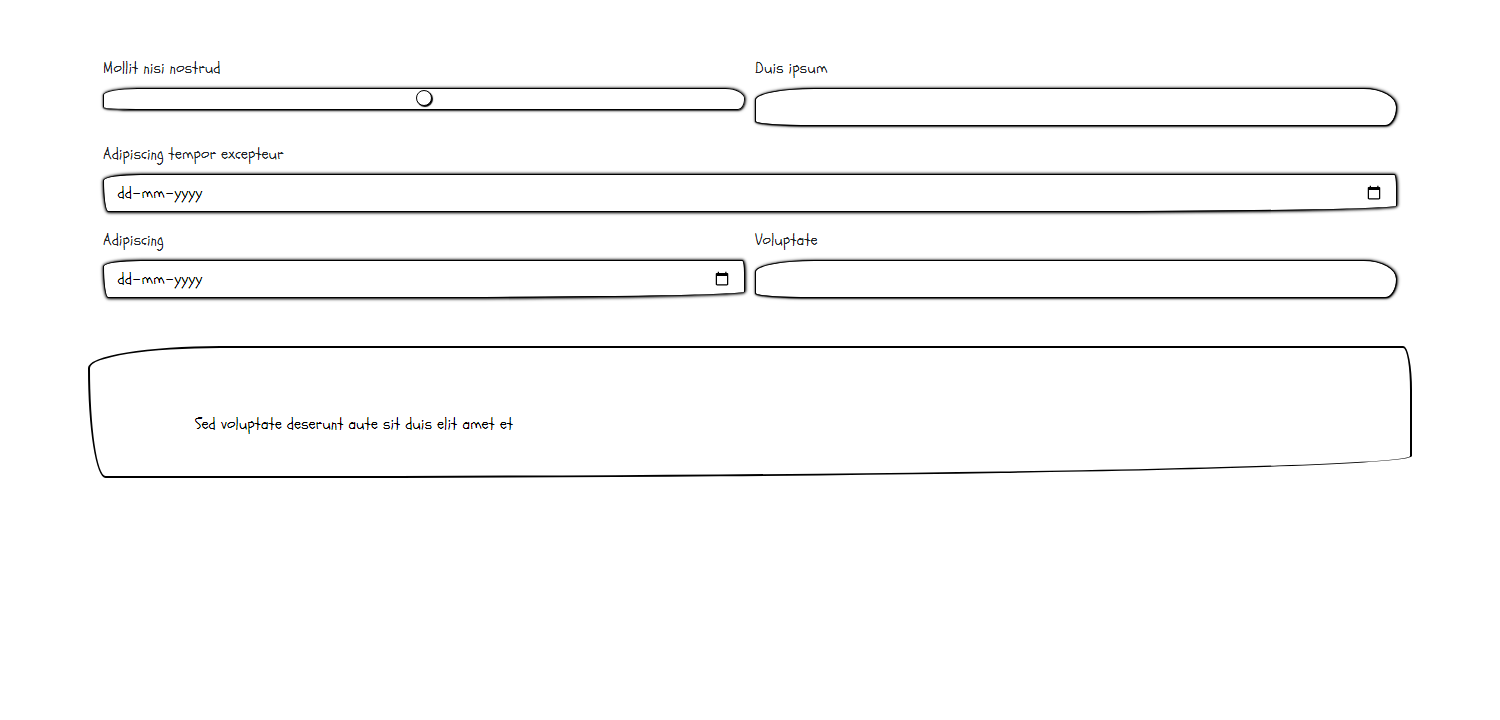 Mollit nisi nostrud
Duis ipsum
Adipiscing tempor excepteur
dd-mm-yyyy
Adipiscing
Voluptate
dd-mm-yyyy
Sed voluptate deserunt aute sit duis elit amet et